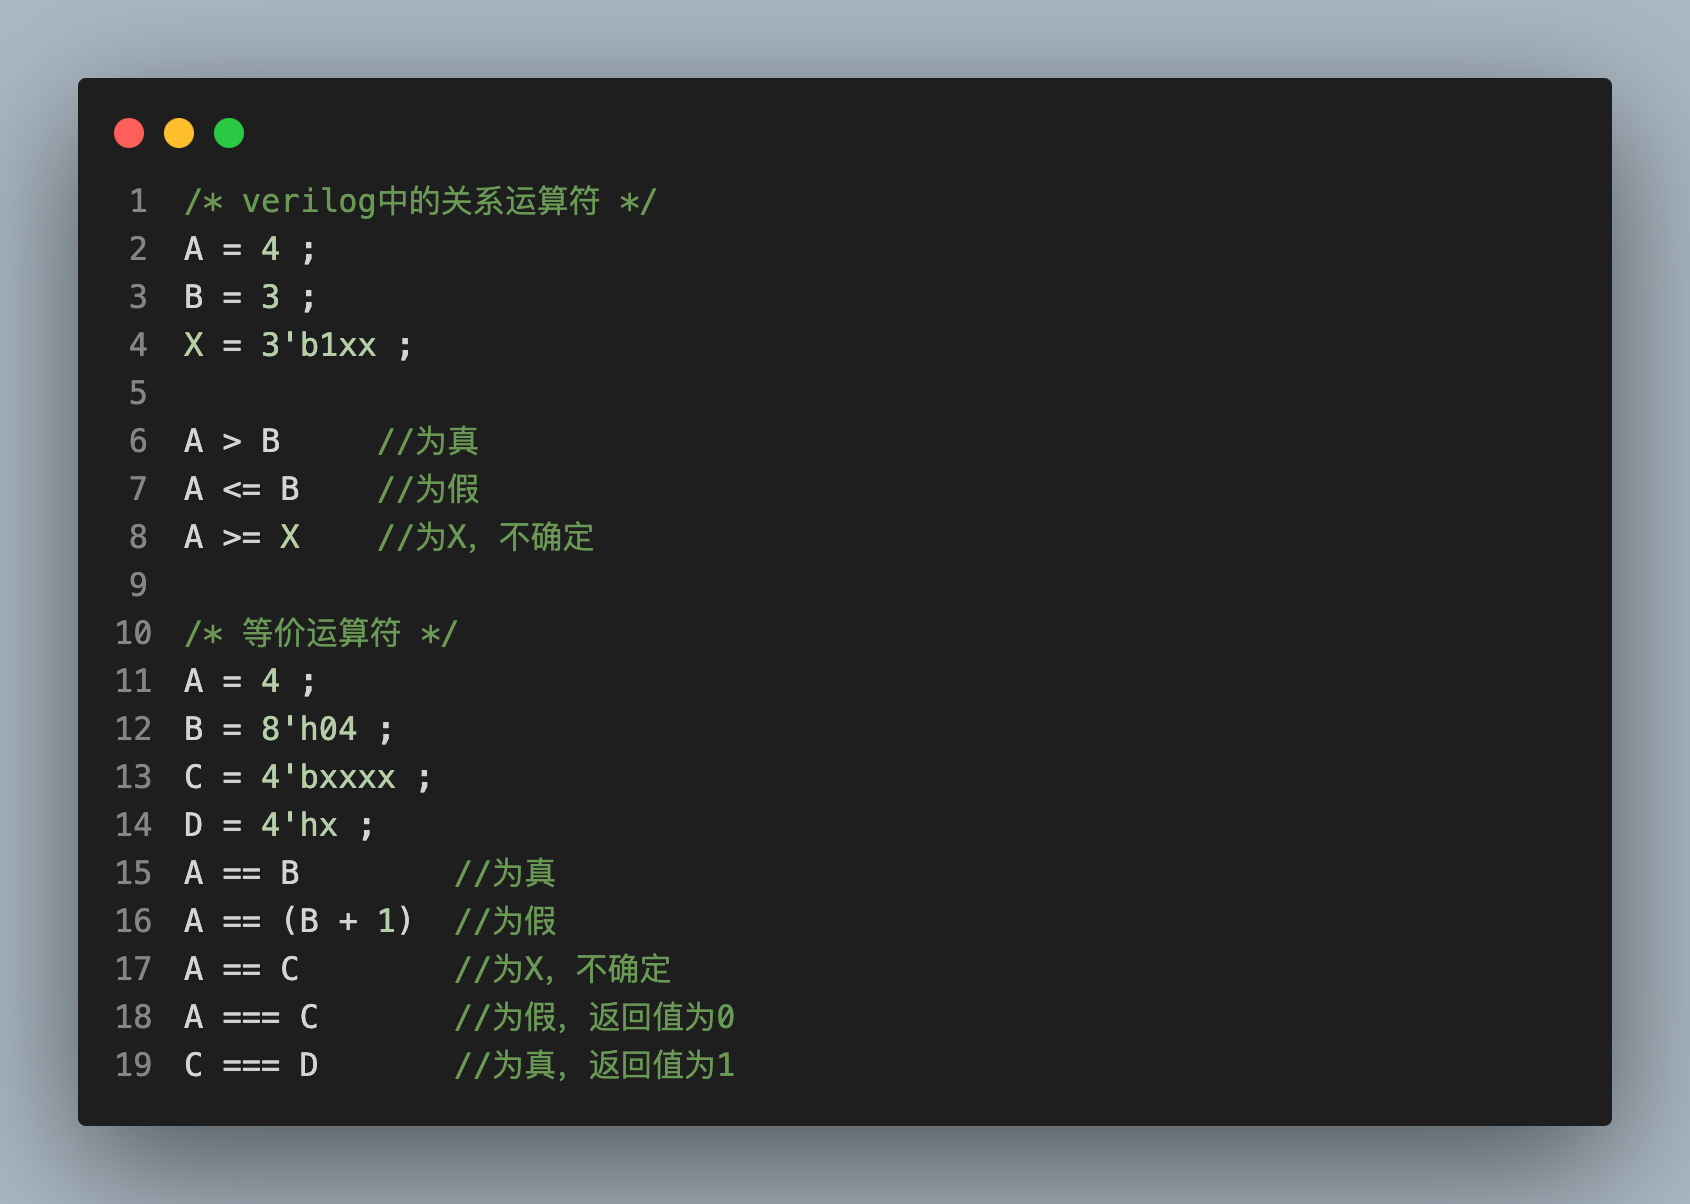 1 /* verilog中的关系运算符 */
2 A = 4 ;
3 B = 3 ;
4 X = 3'b1xx ;
5
6 A > B     //为真
7 A <= B    //为假
8 A >= X    //为X，不确定
9
10 /* 等价运算符 */
11 A = 4 ;
12 B = 8'h04 ;
13 C = 4'bxxxx ;
14 D = 4'hx ;
15 A == B        //为真
16 A == (B + 1)  //为假
17 A == C        //为X，不确定
18 A === C       //为假，返回值为0
19 C === D       //为真，返回值为1